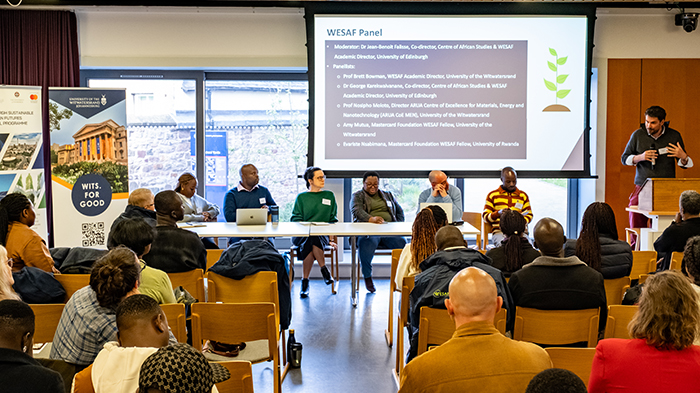 WESAF Panel
Moderator: Dr Jean-Benoit Falisse, Co-director, Centre of African Studies & WESAF
Academic Director, University of Edinburgh
Panellists:
Prof Brett Bowman, WESAF Academic Director, University of the Witwatersrand
Dr George Karekwaivanane, Co-director, Centre of African Studies & WESAF
Academic Director, University of Edinburgh
Prof Nosipho Moloto, Director ARUA Centre of Excellence for Materials, Energy and
Nanotechnology (ARUA CoE MEN), University of the Witwatersrand
Amy Mutua, Mastercard Foundation WESAF Fellow, University of the
Witwatersrand
Evariste Rwabimana, Mastercard Foundation WESAF Fellow, University of Rwanda
UNIVERSITY OF THE
WITWATERSRAND
JOHANNESBURG
WITS.
FOR
GOOD